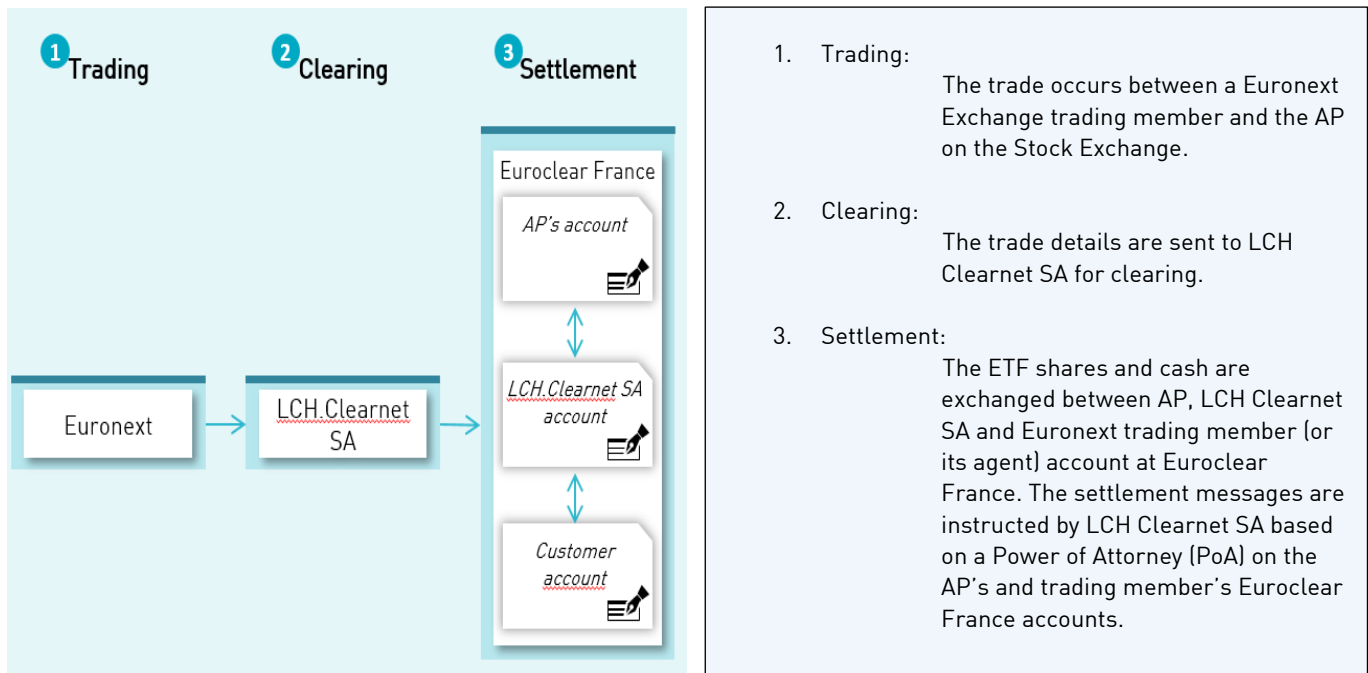 1 Trading
2 Clearing
3 Settlement
Euroclear France
AP's account
LCH.Clearnet SA
account
Customer
account
Euronext
LCH.Clearnet
SA
1. Trading:
The trade occurs between a Euronext
Exchange trading member and the AP
on the Stock Exchange.
2. Clearing:
The trade details are sent to LCH
Clearnet SA for clearing.
3. Settlement:
The ETF shares and cash are
exchanged between AP, LCH Clearnet
SA and Euronext trading member (or
its agent) account at Euroclear
France. The settlement messages are
instructed by LCH Clearnet SA based
on a Power of Attorney (PoA) on the
AP's and trading member's Euroclear
France accounts.